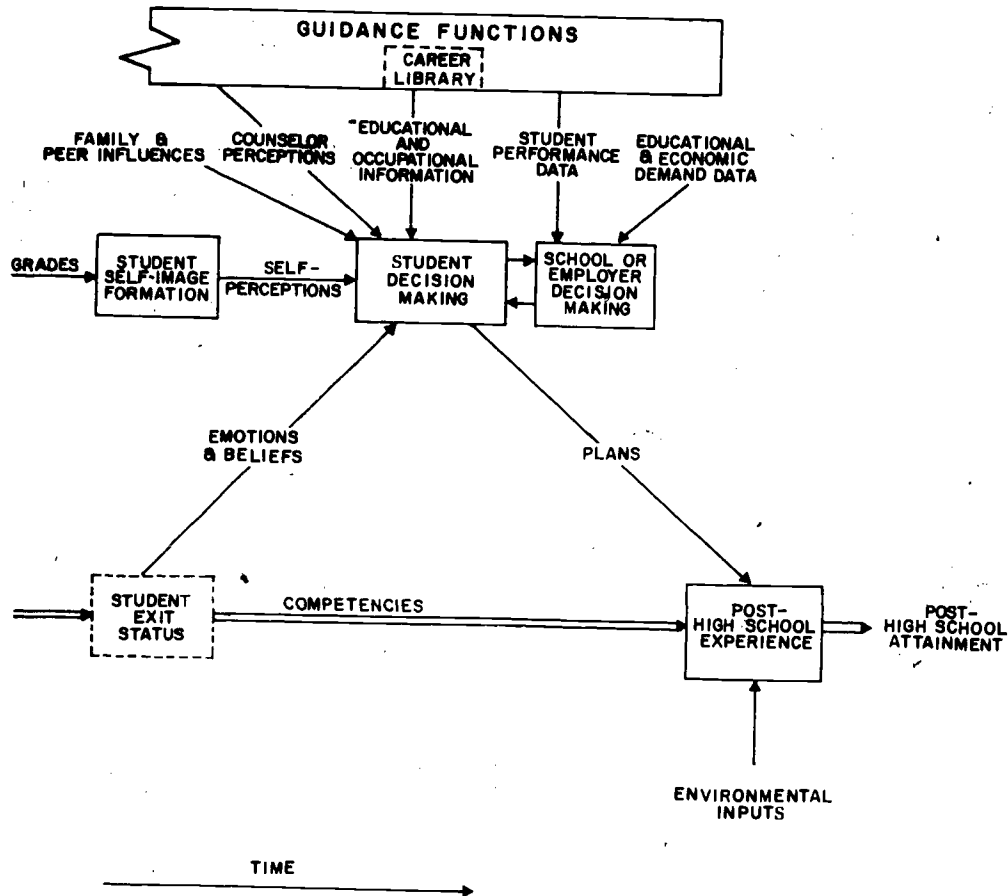 GUIDANCE FUNCTIONS
CAREER
LIBRARY
FAMILY &
PEER INFLUENCES
COUNSELOR
PERCEPTIONS
EDUCATIONAL
AND
OCCUPATIONAL
INFORMATION
STUDENT
PERFORMANCE
DATA
EDUCATIONAL
& ECONOMIC
DEMAND DATA
GRADES
STUDENT
SELF-IMAGE
FORMATION
SELF-
PERCEPTIONS
STUDENT
DECISION
MAKING
SCHOOL OR
EMPLOYER
DECISION
MAKING
EMOTIONS
& BELIEFS
PLANS
STUDENT
EXIT
STATUS
COMPETENCIES
POST-
HIGH SCHOOL
EXPERIENCE
POST-
HIGH SCHOOL
ATTAINMENT
ENVIRONMENTAL
INPUTS
TIME